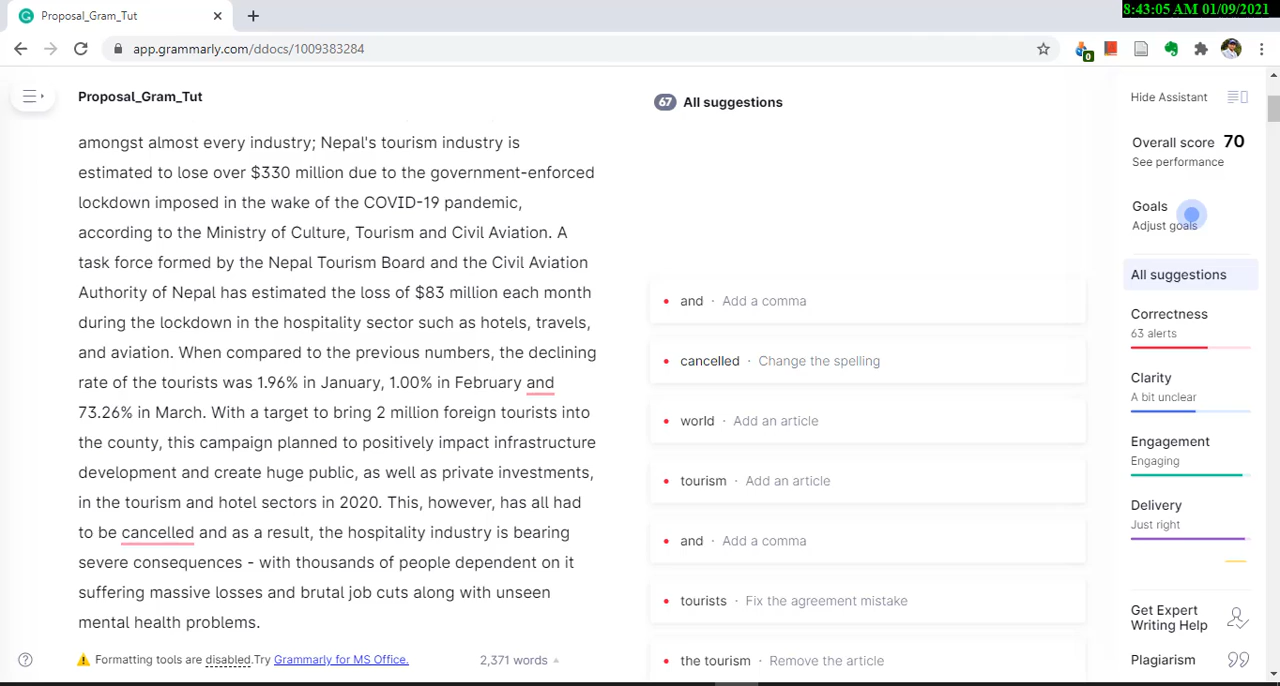 Proposal_Gram_Tut
8:43:05 AM 01/09/2021
app.grammarly.com/ddocs/1009383284
0
Proposal_Gram_Tut
amongst almost every industry; Nepal's tourism industry is
estimated to lose over $330 million due to the government-enforced
lockdown imposed in the wake of the COVID-19 pandemic,
according to the Ministry of Culture, Tourism and Civil Aviation. A
task force formed by the Nepal Tourism Board and the Civil Aviation
Authority of Nepal has estimated the loss of $83 million each month
during the lockdown in the hospitality sector such as hotels, travels,
and aviation. When compared to the previous numbers, the declining
rate of the tourists was 1.96% in January, 1.00% in February and
73.26% in March. With a target to bring 2 million foreign tourists into
the county, this campaign planned to positively impact infrastructure
development and create huge public, as well as private investments,
in the tourism and hotel sectors in 2020. This, however, has all had
to be cancelled and as a result, the hospitality industry is bearing
severe consequences - with thousands of people dependent on it
suffering massive losses and brutal job cuts along with unseen
mental health problems.
Formatting tools are disabled.Try Grammarly for MS Office.
2,371 words
67 All suggestions
and · Add a comma
cancelled · Change the spelling
world · Add an article
tourism · Add an article
and · Add a comma
tourists · Fix the agreement mistake
the tourism · Remove the article
Hide Assistant
Overall score 70
See performance
Goals
Adjust goals
All suggestions
Correctness
63 alerts
Clarity
A bit unclear
Engagement
Engaging
Delivery
Just right
Get Expert
Writing Help
Plagiarism